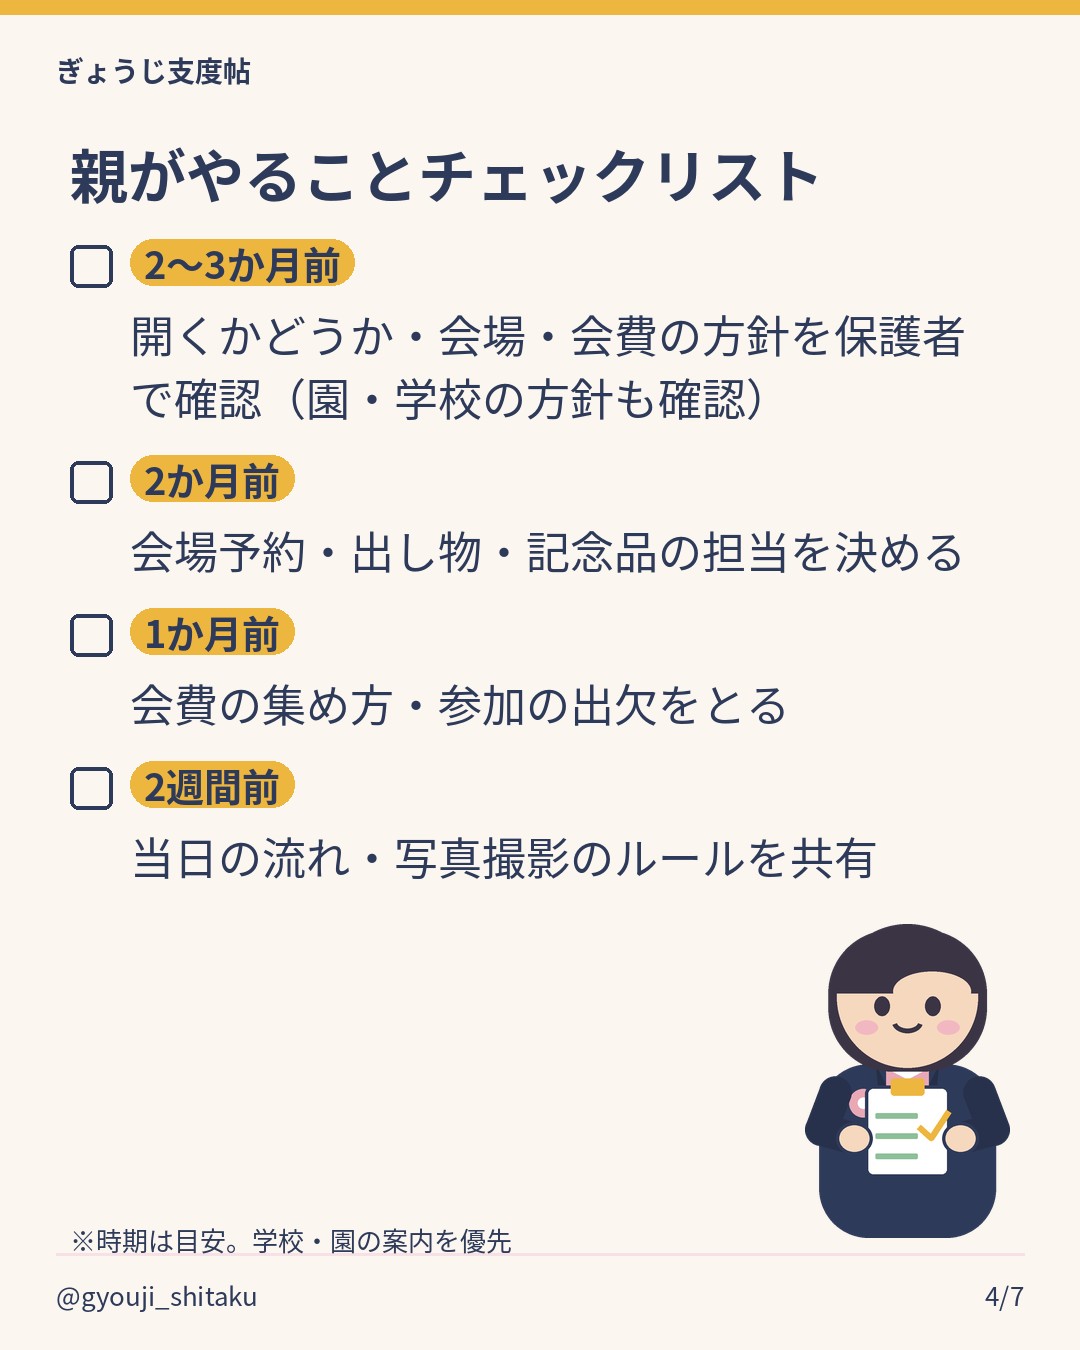 ぎょうじ支度帖
親がやることチェックリスト
2〜3か月前
開くかどうか・会場・会費の方針を保護者
で確認（園・学校の方針も確認）
2か月前
会場予約・出し物・記念品の担当を決める
1か月前
会費の集め方・参加の出欠をとる
2週間前
当日の流れ・写真撮影のルールを共有
※時期は目安。学校・園の案内を優先
@gyouji_shitaku
4/7